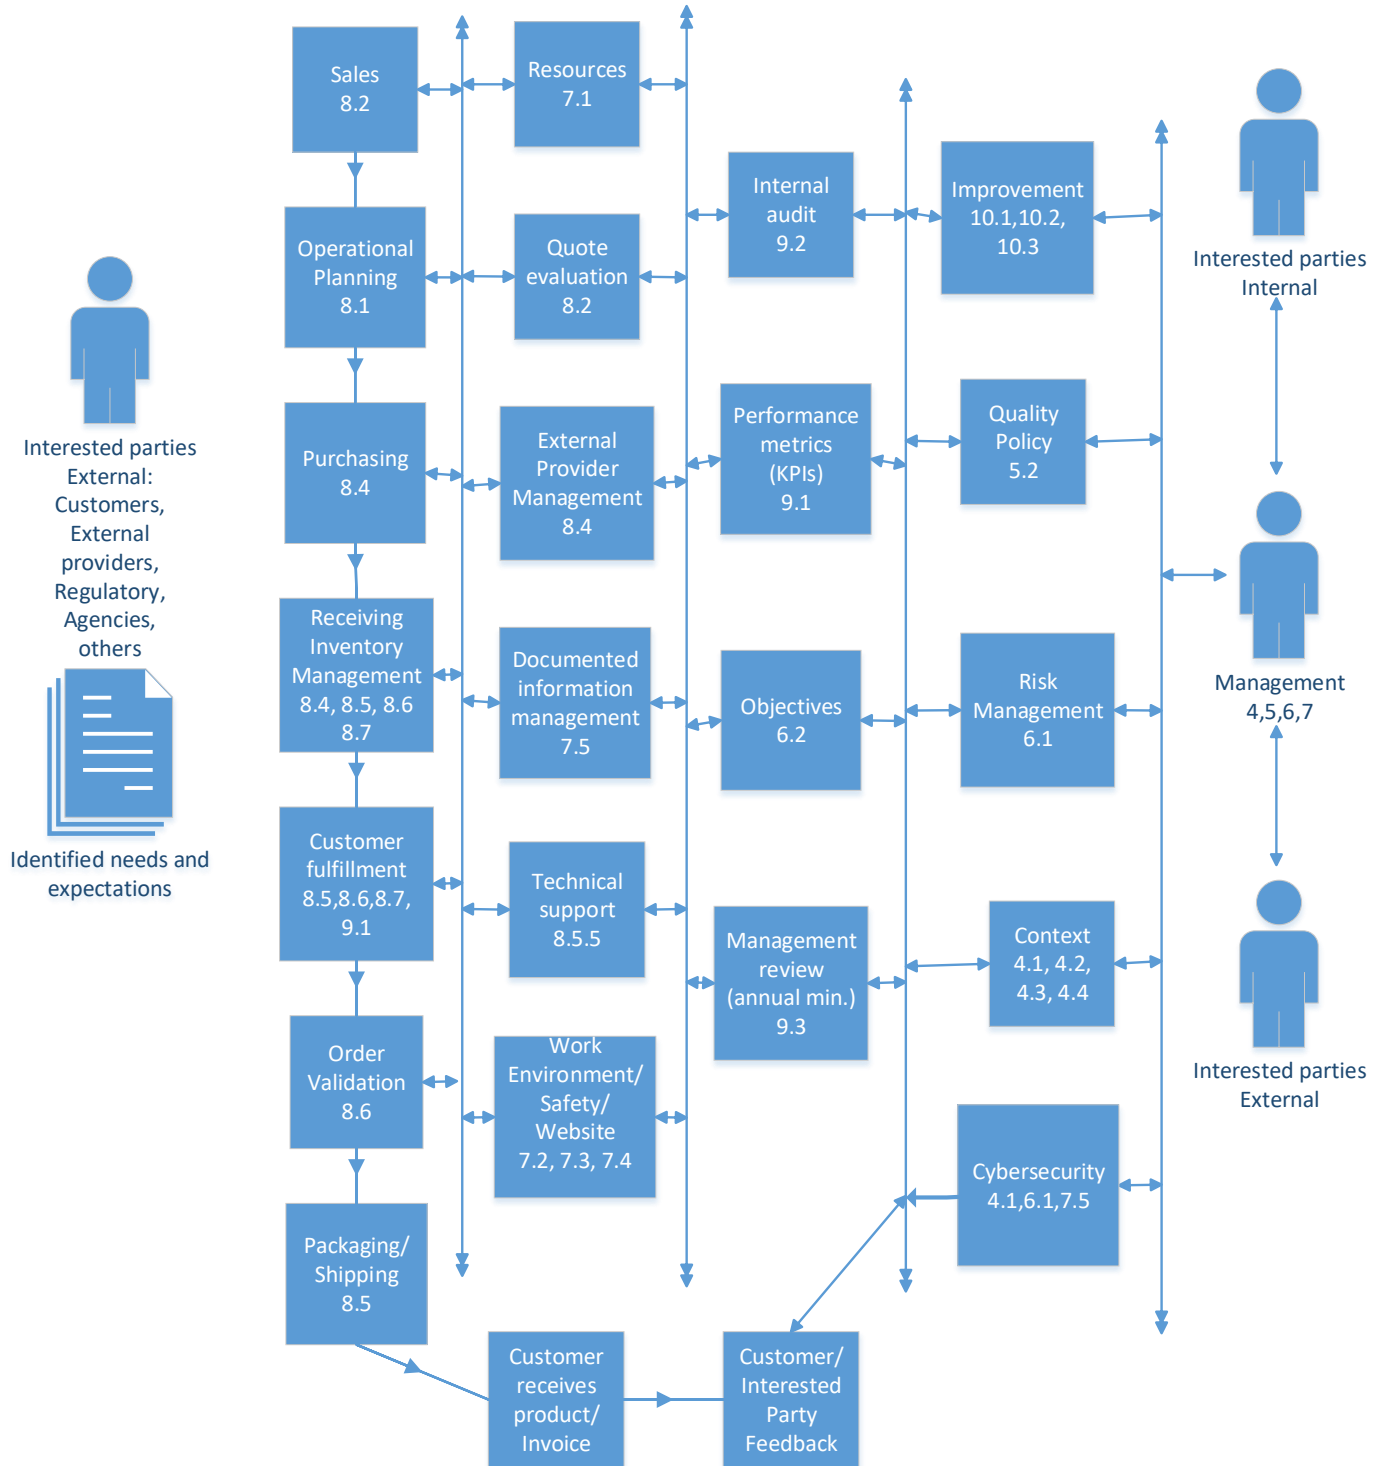 Interested parties
External:
Customers,
External
providers,
Regulatory,
Agencies,
others
Identified needs and
expectations
Sales
8.2
Operational
Planning
8.1
Purchasing
8.4
Receiving
Inventory
Management
8.4, 8.5, 8.6
8.7
Customer
fulfillment
8.5,8.6,8.7,
9.1
Order
Validation
8.6
Packaging/
Shipping
8.5
Resources
7.1
Quote
evaluation
8.2
External
Provider
Management
8.4
Documented
information
management
7.5
Technical
support
8.5.5
Work
Environment/
Safety/
Website
7.2, 7.3, 7.4
Customer
receives
product/
Invoice
Internal
audit
9.2
Performance
metrics
(KPIs)
9.1
Objectives
6.2
Management
review
(annual min.)
9.3
Customer/
Interested
Party
Feedback
Improvement
10.1,10.2,
10.3
Quality
Policy
5.2
Risk
Management
6.1
Context
4.1, 4.2,
4.3, 4.4
Cybersecurity
4.1,6.1,7.5
Interested parties
Internal
Management
4,5,6,7
Interested parties
External